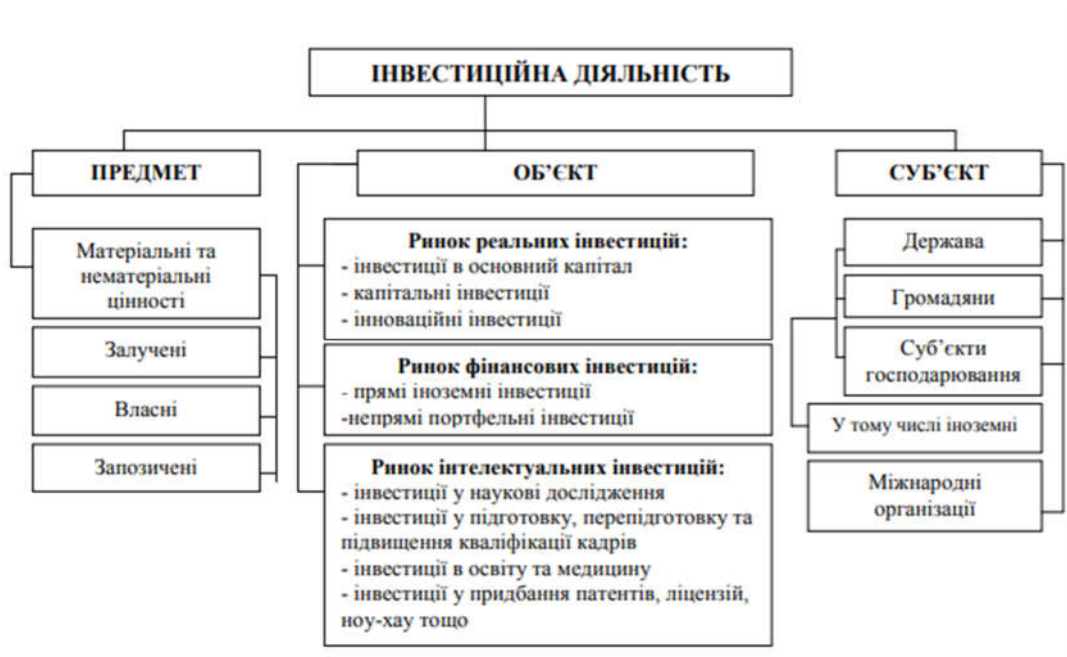 ІНВЕСТИЦІЙНА ДІЯЛЬНІСТЬ
ПРЕДМЕТ
Матеріальні та
нематеріальні
цінності
Залучені
Власні
Запозичені
ОБ’ЄКТ
Ринок реальних інвестицій:
- інвестиції в основний капітал
- капітальні інвестиції
- інноваційні інвестиції
Ринок фінансових інвестицій:
- прямі іноземні інвестиції
-непрямі портфельні інвестиції
Ринок інтелектуальних інвестицій:
- інвестиції у наукові дослідження
- інвестиції у підготовку, перепідготовку та
підвищення кваліфікації кадрів
- інвестиції в освіту та медицину
- інвестиції у придбання патентів, ліцензій,
ноу-хау тощо
СУБ’ЄКТ
Держава
Громадяни
Суб’єкти
господарювання
У тому числі іноземні
Міжнародні
організації